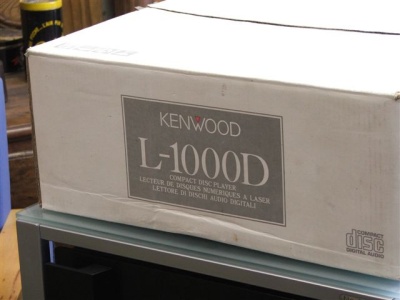 KENWOOD
L-1000D
COMPACT DISC PLAYER
LECTEUR DE DISQUES NUMERIQUES A LASER
LETTORE DI DISCHI AUDIO DIGITALI
COMPACT
disc
DIGITAL AUDIO